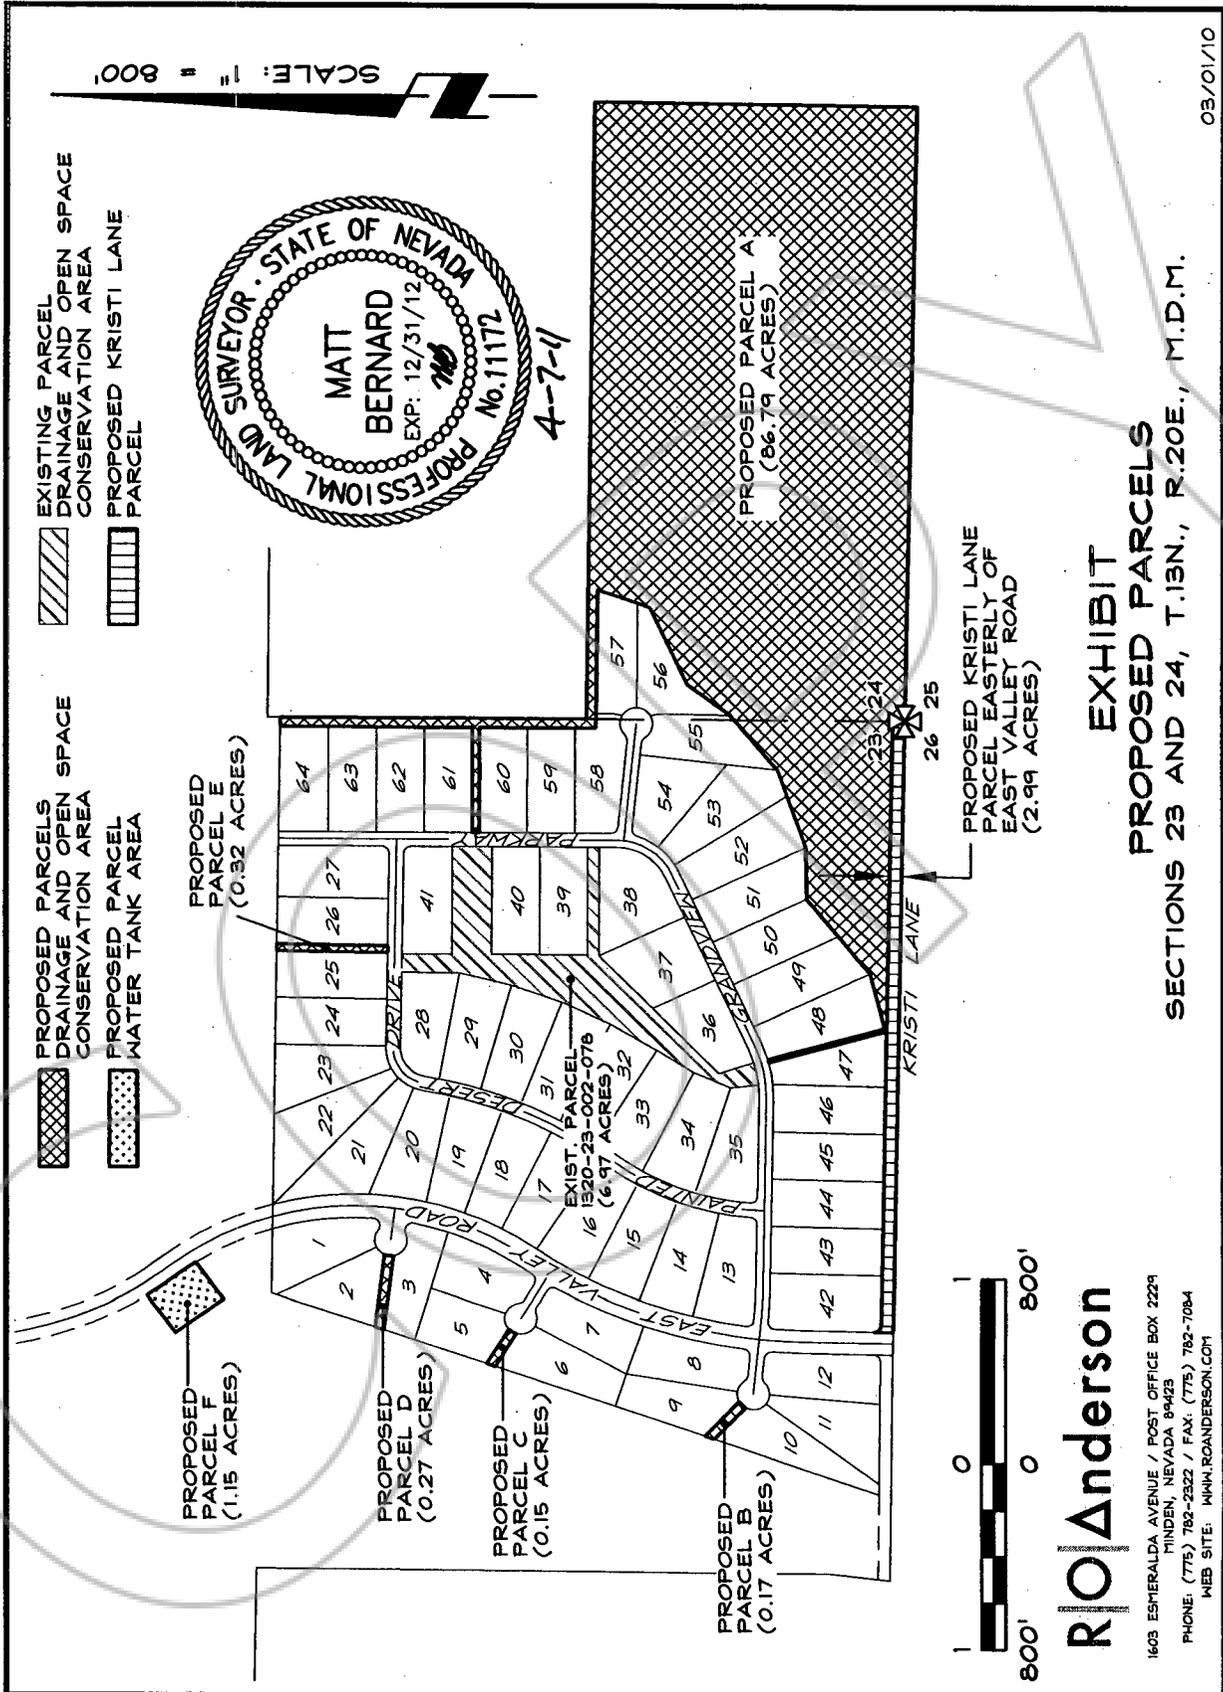 PROPOSED PARCELS
DRAINAGE AND OPEN SPACE
CONSERVATION AREA
PROPOSED PARCEL
WATER TANK AREA
EXISTING PARCEL
DRAINAGE AND OPEN SPACE
CONSERVATION AREA
PROPOSED KRISTI LANE
PARCEL
SCALE: 1" = 800'
PROFESSIONAL LAND SURVEYOR · STATE OF NEVADA
MATT
BERNARD
EXP: 12/31/12
No. 11172
4-7-11
PROPOSED
PARCEL F
(1.15 ACRES)
PROPOSED
PARCEL E
(0.32 ACRES)
PROPOSED
PARCEL D
(0.27 ACRES)
PROPOSED
PARCEL C
(0.15 ACRES)
PROPOSED
PARCEL B
(0.17 ACRES)
EXIST. PARCEL
1320-23-002-078
(6.97 ACRES)
PROPOSED PARCEL A
(86.79 ACRES)
1
2
3
4
5
6
7
8
9
10
11
12
13
14
15
16
17
18
19
20
21
22
23
24
25
26
27
28
29
30
31
32
33
34
35
36
37
38
39
40
41
42
43
44
45
46
47
48
49
50
51
52
53
54
55
56
57
58
59
60
61
62
63
64
EAST VALLEY ROAD
PAINTED DESERT DRIVE
GRANDVIEW PARKWAY
KRISTI LANE
23 24
26 25
PROPOSED KRISTI LANE
PARCEL EASTERLY OF
EAST VALLEY ROAD
(2.99 ACRES)
800' 0 800'
1 0 1
EXHIBIT
PROPOSED PARCELS
SECTIONS 23 AND 24, T.13N., R.20E., M.D.M.
R|O|Anderson
1603 ESMERALDA AVENUE / POST OFFICE BOX 2229
MINDEN, NEVADA 89423
PHONE: (775) 782-2322 / FAX: (775) 782-7084
WEB SITE: WWW.ROANDERSON.COM
03/01/10
COPY